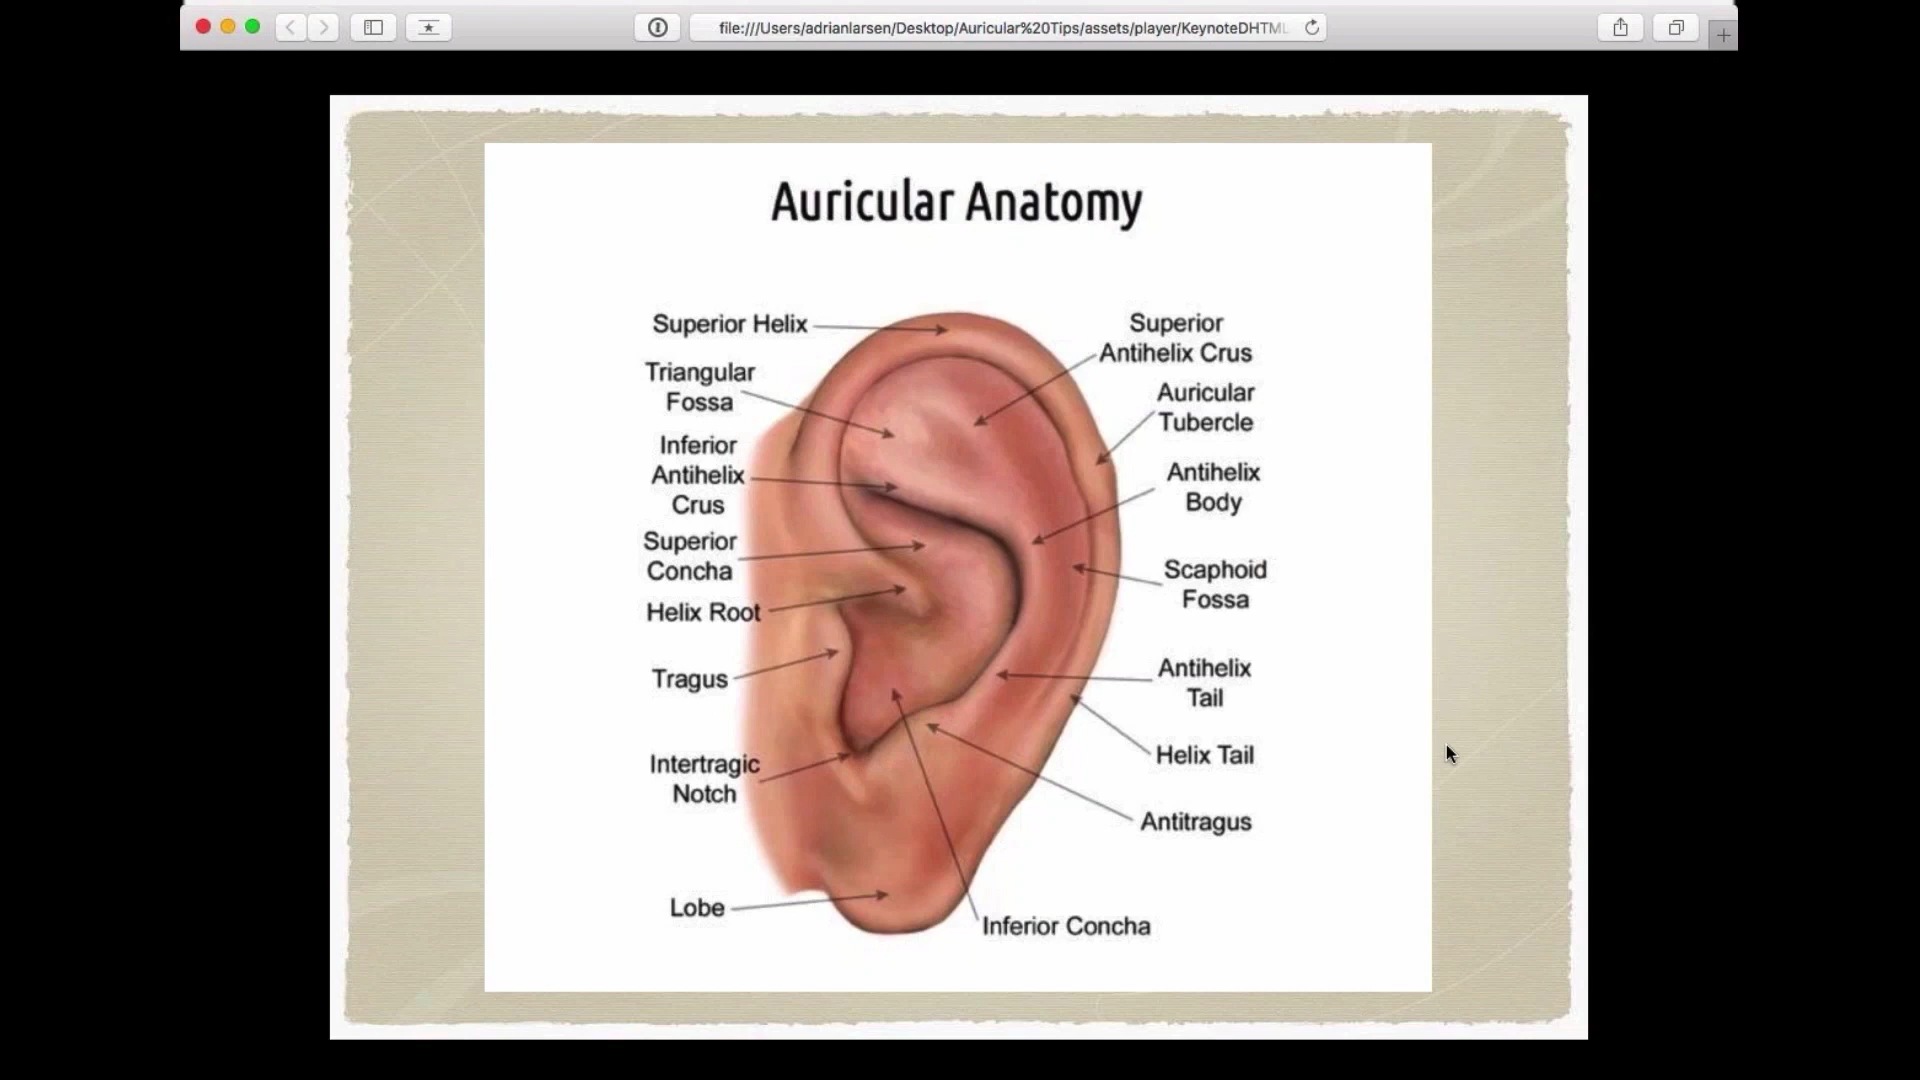 file:///Users/adrianlarsen/Desktop/Auricular%20Tips/assets/player/KeynoteDHTML
Auricular Anatomy
Superior Helix
Triangular
Fossa
Inferior
Antihelix
Crus
Superior
Concha
Helix Root
Tragus
Intertragic
Notch
Lobe
Superior
Antihelix Crus
Auricular
Tubercle
Antihelix
Body
Scaphoid
Fossa
Antihelix
Tail
Helix Tail
Antitragus
Inferior Concha